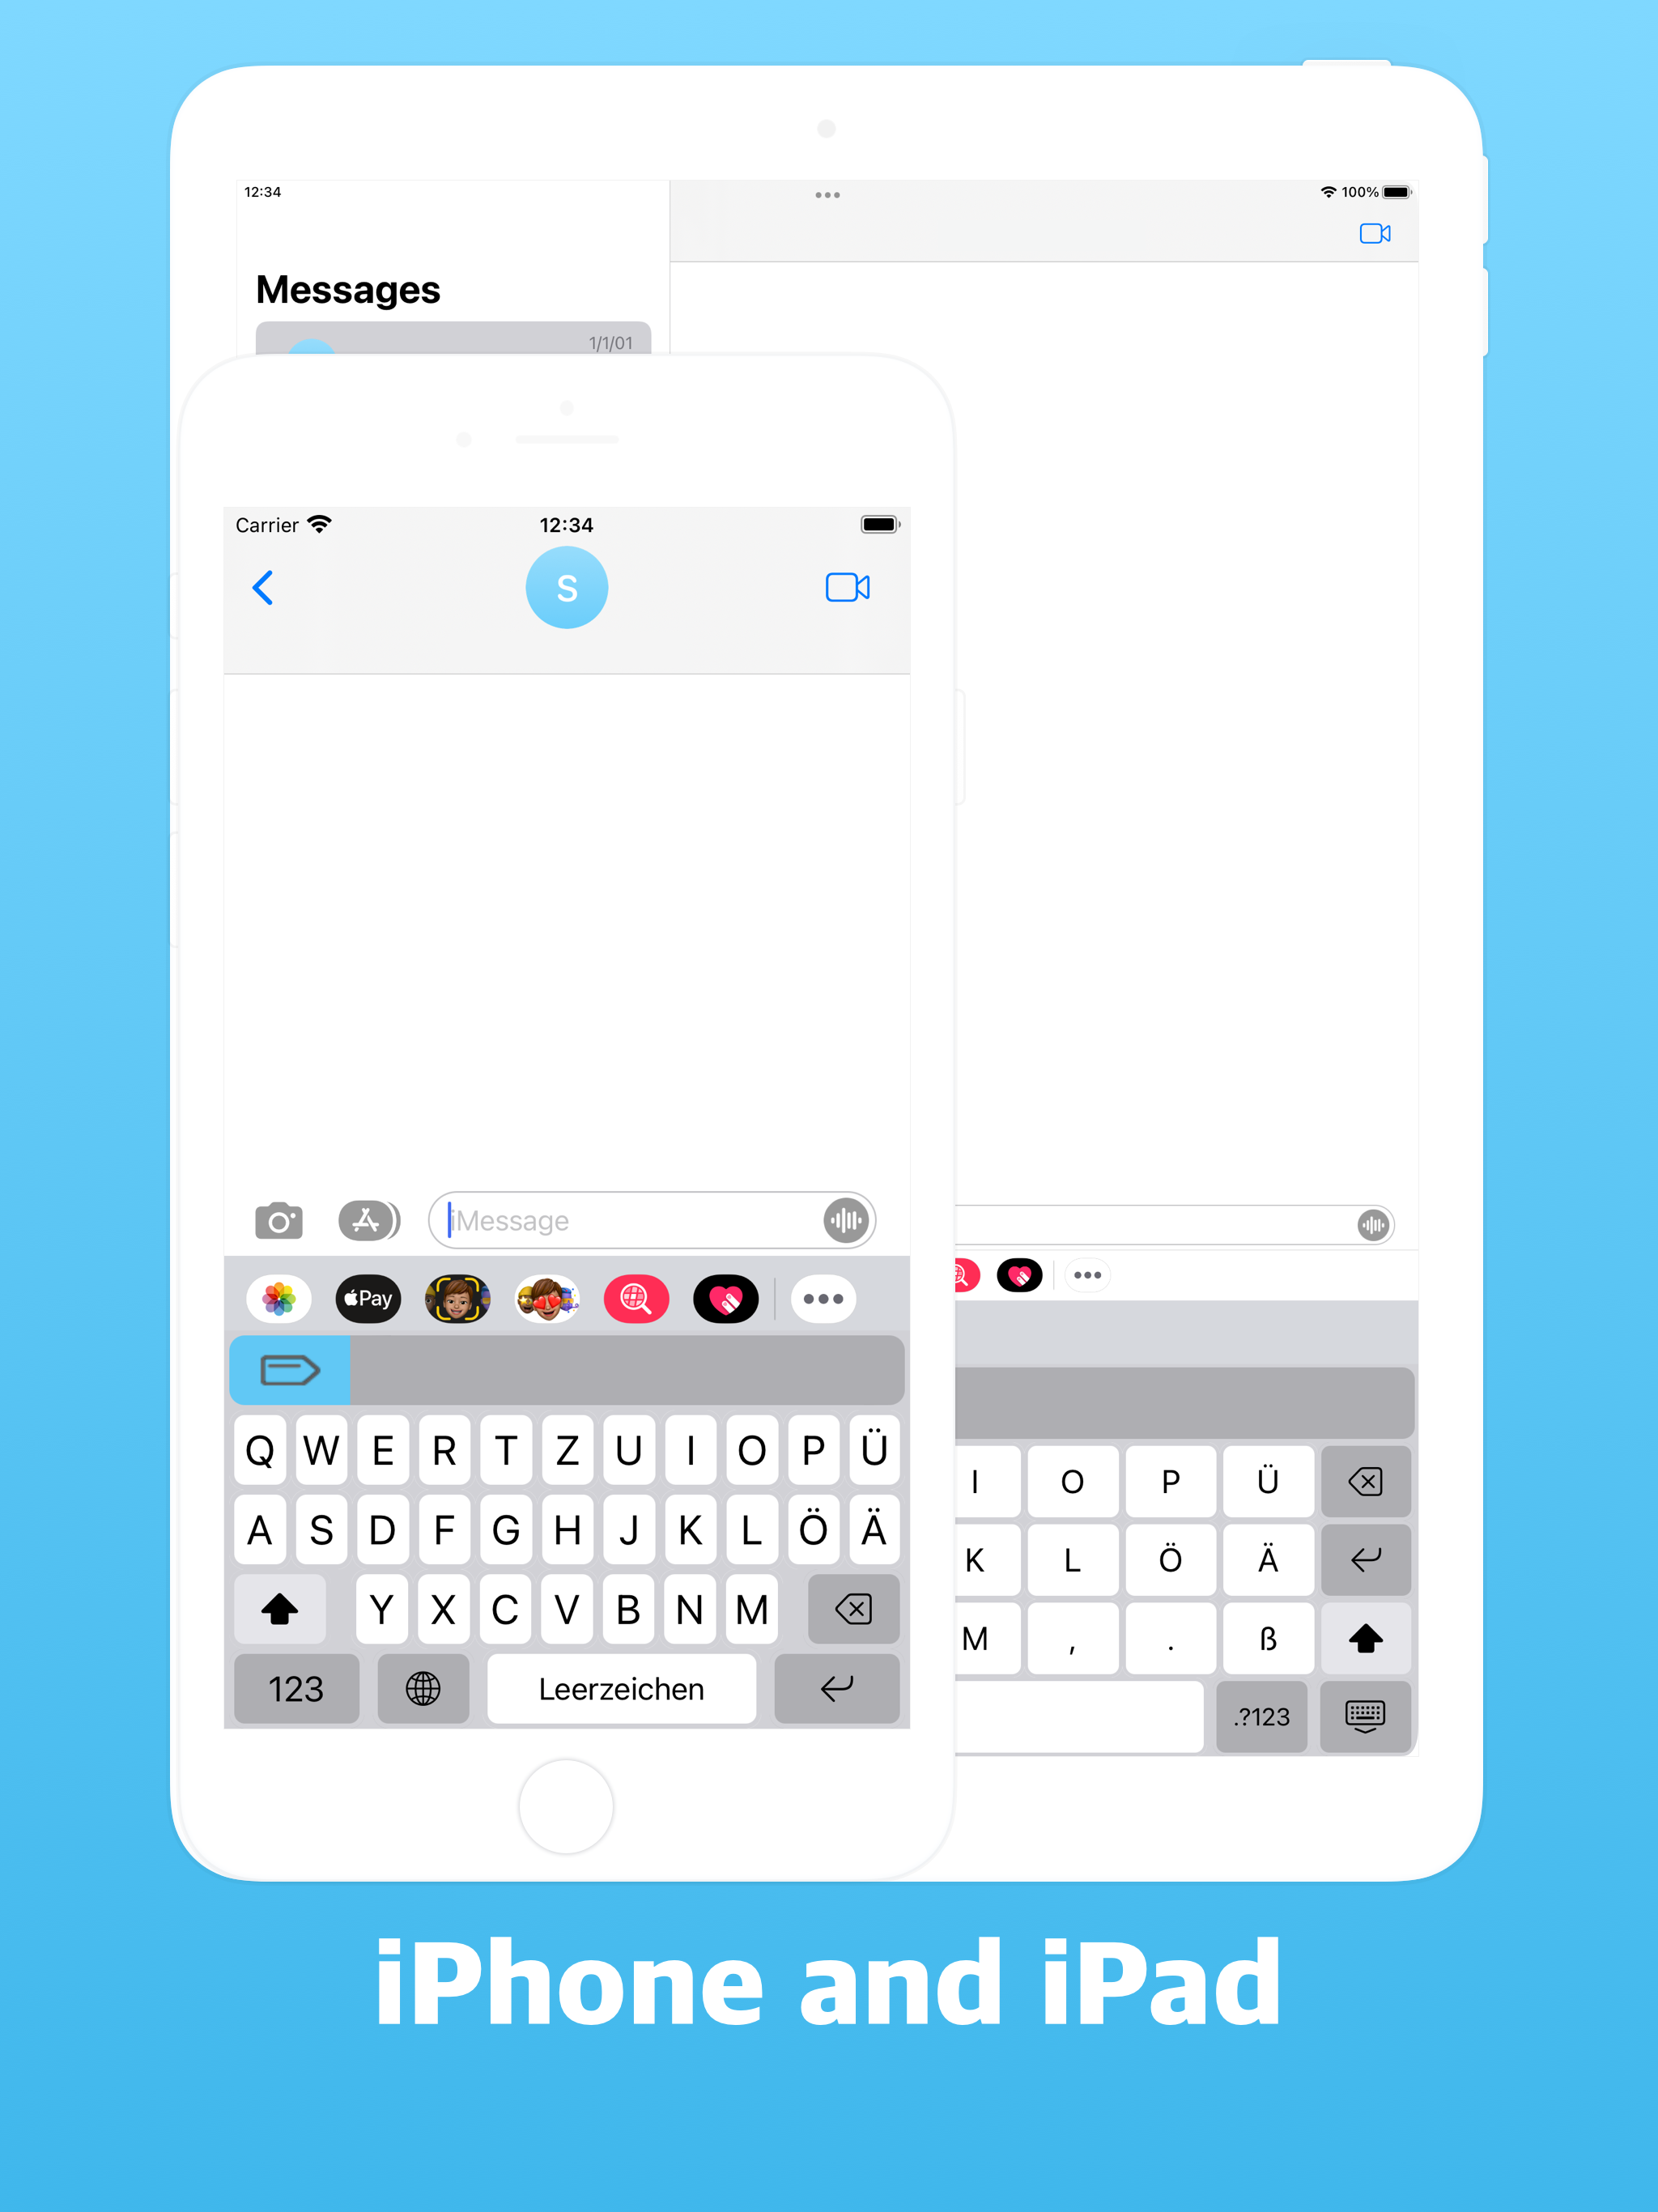 12:34
100%
Messages
1/1/01
Carrier
12:34
S
iMessage
Pay
Q W E R T Z U I O P Ü
A S D F G H J K L Ö Ä
Y X C V B N M
123 Leerzeichen
I O P Ü
K L Ö Ä
M , . ß
.?123
iPhone and iPad